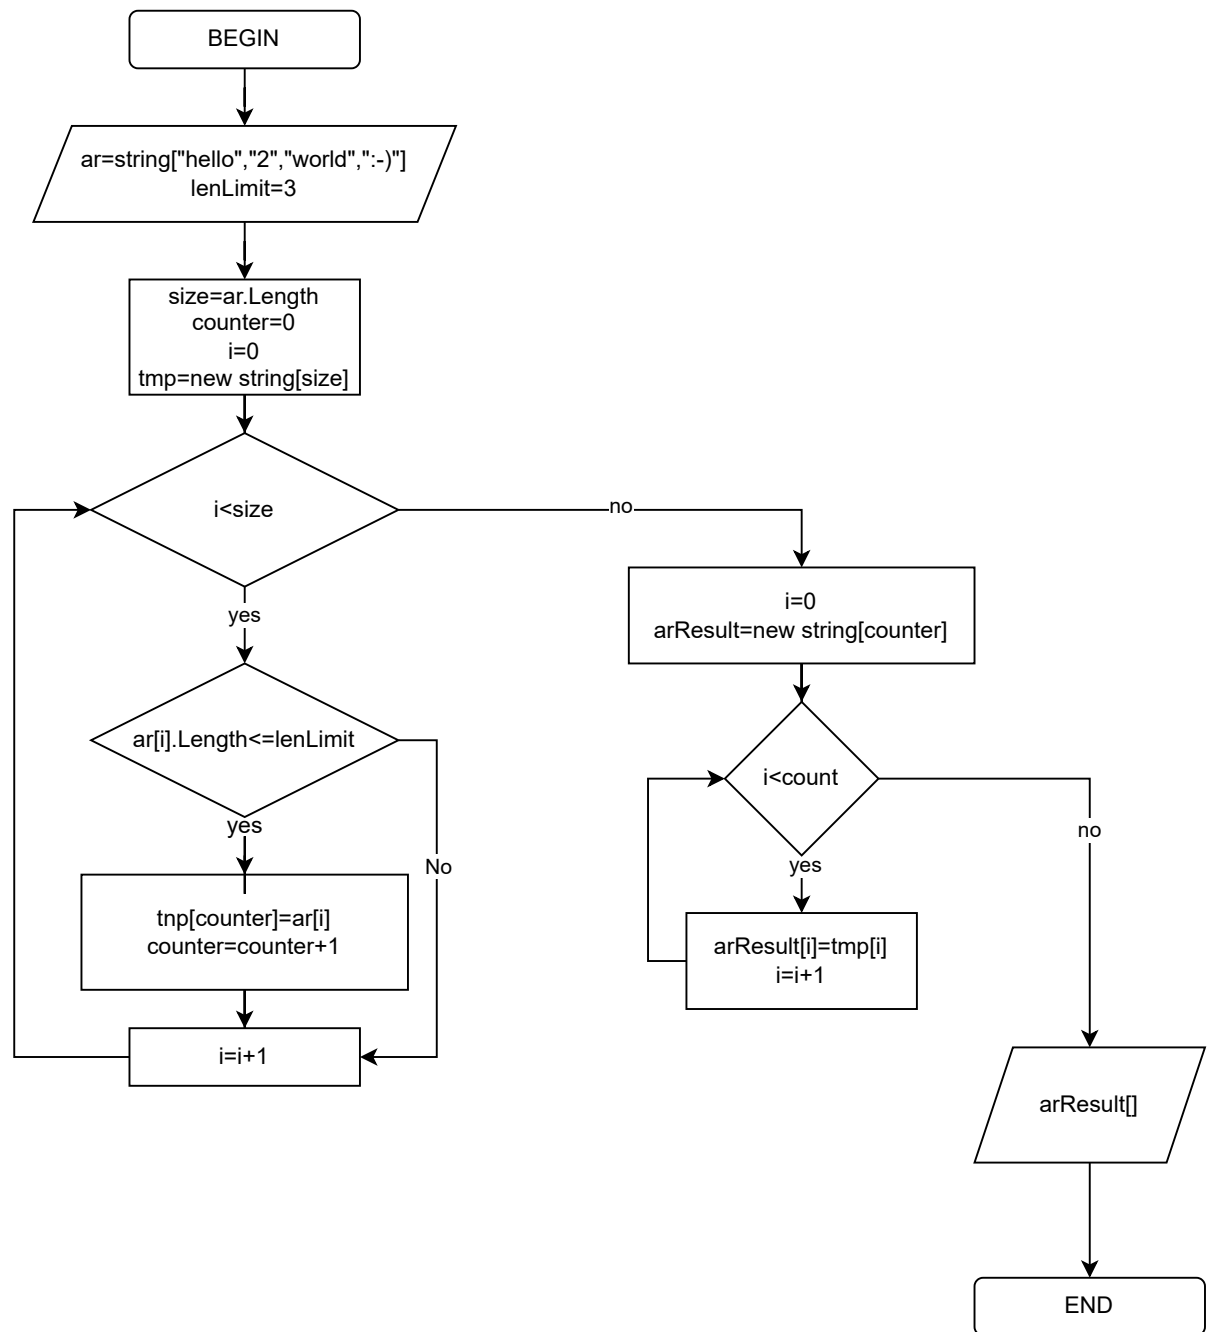 BEGIN
ar=string["hello","2","world",":-)"]
lenLimit=3
size=ar.Length
counter=0
i=0
tmp=new string[size]
i<size
no
yes
i=0
arResult=new string[counter]
ar[i].Length<=lenLimit
yes
No
tnp[counter]=ar[i]
counter=counter+1
i=i+1
i<count
no
yes
arResult[i]=tmp[i]
i=i+1
arResult[]
END